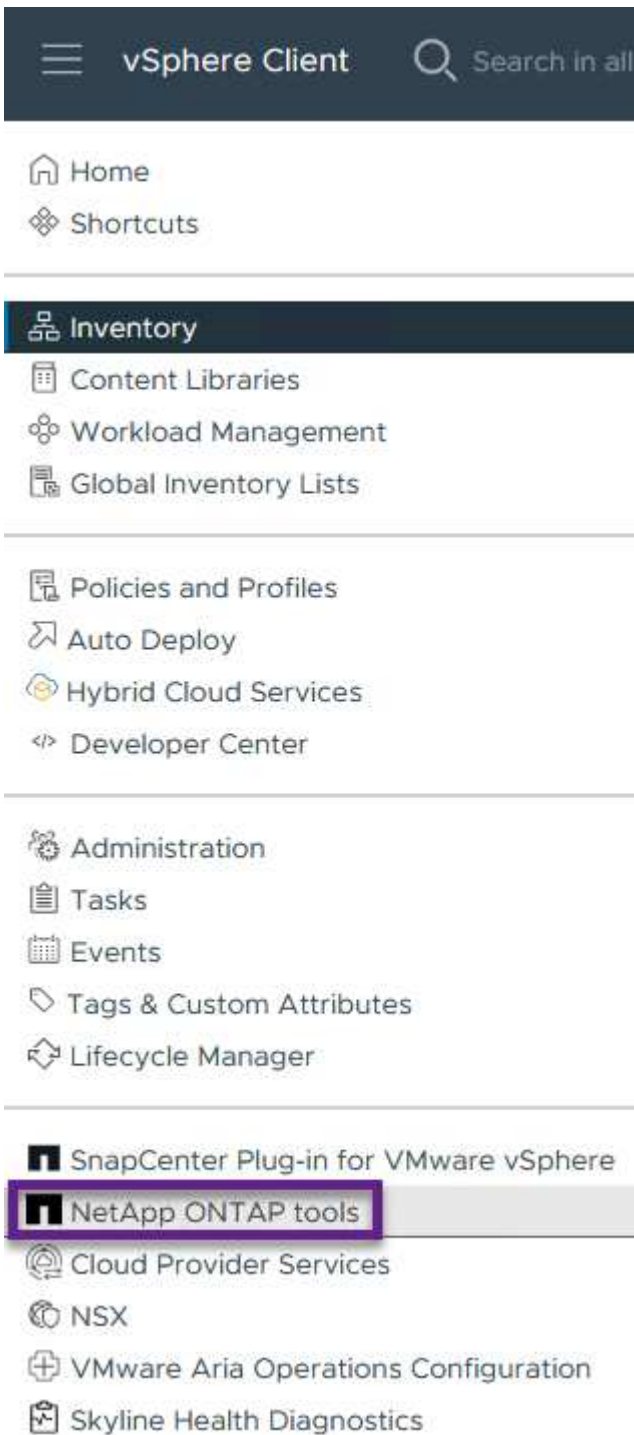 vSphere Client
Search in all
Home
Shortcuts
Inventory
Content Libraries
Workload Management
Global Inventory Lists
Policies and Profiles
Auto Deploy
Hybrid Cloud Services
Developer Center
Administration
Tasks
Events
Tags & Custom Attributes
Lifecycle Manager
SnapCenter Plug-in for VMware vSphere
NetApp ONTAP tools
Cloud Provider Services
NSX
VMware Aria Operations Configuration
Skyline Health Diagnostics